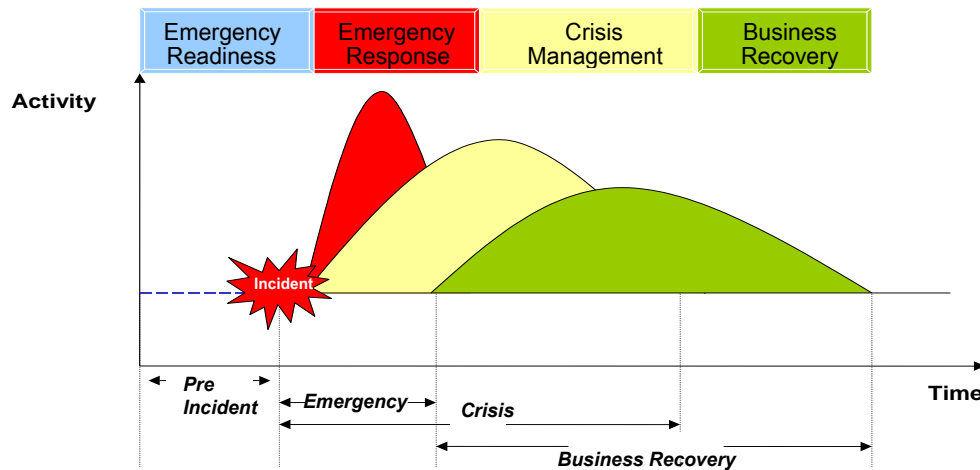 Emergency
Readiness
Emergency
Response
Crisis
Management
Business
Recovery
Activity
Incident
Time
Pre
Incident
Emergency
Crisis
Business Recovery